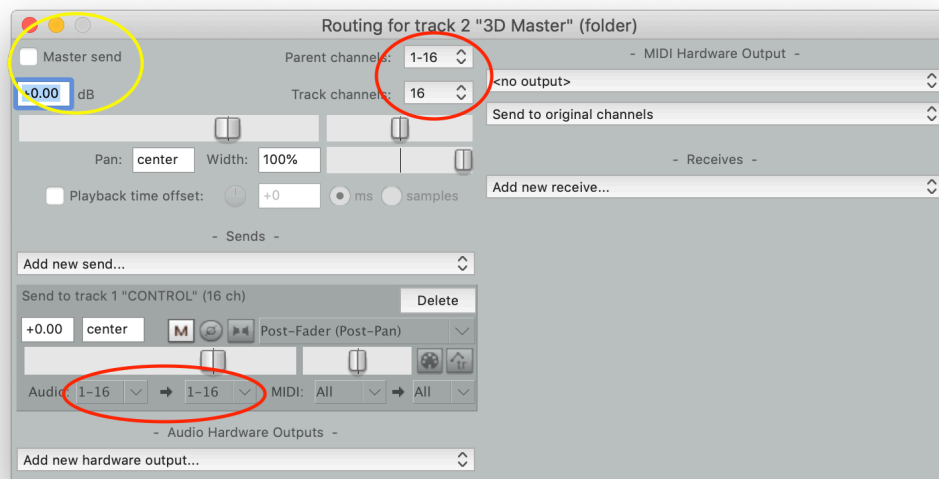 Routing for track 2 "3D Master" (folder)
Master send
Parent channels: 1-16
+0.00 dB
Track channels: 16
Pan: center Width: 100%
Playback time offset: +0 ms samples
- Sends -
Add new send...
Send to track 1 "CONTROL" (16 ch)
Delete
+0.00 center M Post-Fader (Post-Pan)
tr
Audio: 1-16 1-16 MIDI: All All
- Audio Hardware Outputs -
Add new hardware output...
- MIDI Hardware Output -
<no output>
Send to original channels
- Receives -
Add new receive...